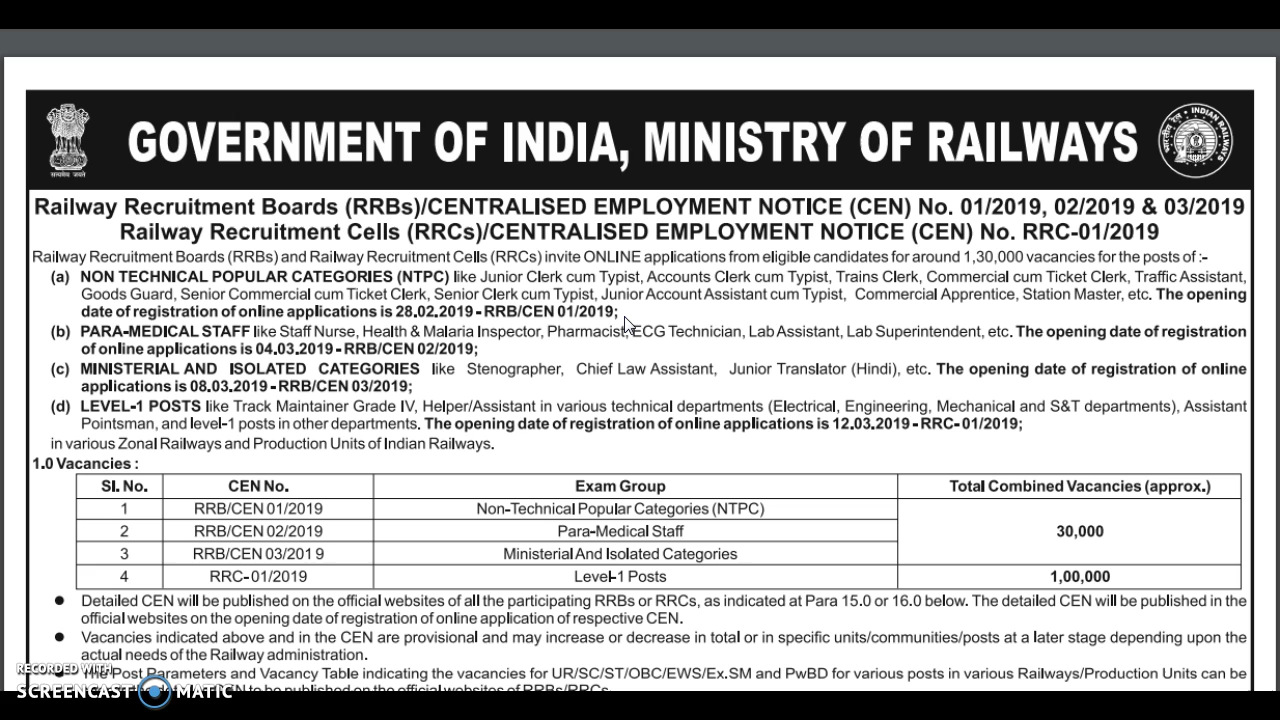 GOVERNMENT OF INDIA, MINISTRY OF RAILWAYS
Railway Recruitment Boards (RRBs)/CENTRALISED EMPLOYMENT NOTICE (CEN) No. 01/2019, 02/2019 & 03/2019
Railway Recruitment Cells (RRCs)/CENTRALISED EMPLOYMENT NOTICE (CEN) No. RRC-01/2019
Railway Recruitment Boards (RRBs) and Railway Recruitment Cells (RRCs) invite ONLINE applications from eligible candidates for around 1,30,000 vacancies for the posts of :-
(a) NON TECHNICAL POPULAR CATEGORIES (NTPC) like Junior Clerk cum Typist, Accounts Clerk cum Typist, Trains Clerk, Commercial cum Ticket Clerk, Traffic Assistant,
Goods Guard, Senior Commercial cum Ticket Clerk, Senior Clerk cum Typist, Junior Account Assistant cum Typist, Commercial Apprentice, Station Master, etc. The opening
date of registration of online applications is 28.02.2019 - RRB/CEN 01/2019;
(b) PARA-MEDICAL STAFF like Staff Nurse, Health & Malaria Inspector, Pharmacist, ECG Technician, Lab Assistant, Lab Superintendent, etc. The opening date of registration
of online applications is 04.03.2019 - RRB/CEN 02/2019;
(c) MINISTERIAL AND ISOLATED CATEGORIES like Stenographer, Chief Law Assistant, Junior Translator (Hindi), etc. The opening date of registration of online
applications is 08.03.2019 - RRB/CEN 03/2019;
(d) LEVEL-1 POSTS like Track Maintainer Grade IV, Helper/Assistant in various technical departments (Electrical, Engineering, Mechanical and S&T departments), Assistant
Pointsman, and level-1 posts in other departments. The opening date of registration of online applications is 12.03.2019 - RRC- 01/2019;
in various Zonal Railways and Production Units of Indian Railways.
1.0 Vacancies :
Sl. No. CEN No. Exam Group Total Combined Vacancies (approx.)
1 RRB/CEN 01/2019 Non-Technical Popular Categories (NTPC)
2 RRB/CEN 02/2019 Para-Medical Staff 30,000
3 RRB/CEN 03/2019 Ministerial And Isolated Categories
4 RRC- 01/2019 Level-1 Posts 1,00,000
● Detailed CEN will be published on the official websites of all the participating RRBs or RRCs, as indicated at Para 15.0 or 16.0 below. The detailed CEN will be published in the
official websites on the opening date of registration of online application of respective CEN.
● Vacancies indicated above and in the CEN are provisional and may increase or decrease in total or in specific units/communities/posts at a later stage depending upon the
actual needs of the Railway administration.
● The Post Parameters and Vacancy Table indicating the vacancies for UR/SC/ST/OBC/EWS/Ex.SM and PwBD for various posts in various Railways/Production Units can be
CEN to be published on the official websites of RRBs/RRCs.
RECORDED WITH
SCREENCAST MATIC